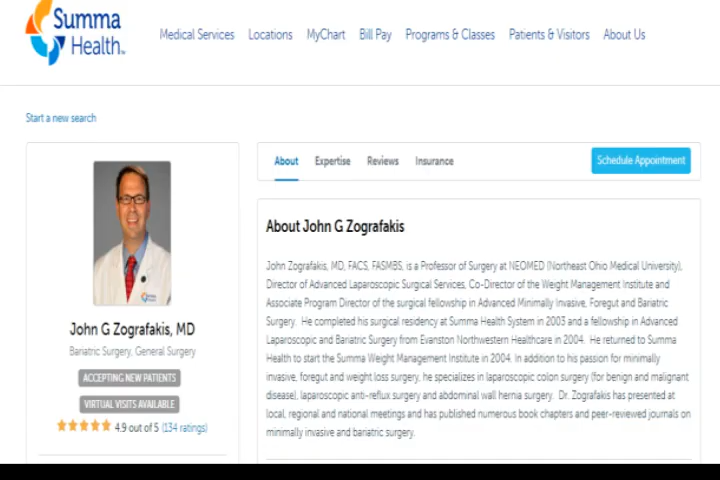 Summa
Health
Medical Services Locations MyChart Bill Pay Programs & Classes Patients & Visitors About Us
Start a new search
About Expertise Reviews Insurance Schedule Appointment
John G Zografakis, MD
Bariatric Surgery, General Surgery
ACCEPTING NEW PATIENTS
VIRTUAL VISITS AVAILABLE
4.9 out of 5 (134 ratings)
About John G Zografakis
John Zografakis, MD, FACS, FASMBS, is a Professor of Surgery at NEOMED (Northeast Ohio Medical University),
Director of Advanced Laparoscopic Surgical Services, Co-Director of the Weight Management Institute and
Associate Program Director of the surgical fellowship in Advanced Minimally Invasive, Foregut and Bariatric
Surgery. He completed his surgical residency at Summa Health System in 2003 and a fellowship in Advanced
Laparoscopic and Bariatric Surgery from Evanston Northwestern Healthcare in 2004. He returned to Summa
Health to start the Summa Weight Management Institute in 2004. In addition to his passion for minimally
invasive, foregut and weight loss surgery, he specializes in laparoscopic colon surgery (for benign and malignant
disease), laparoscopic anti-reflux surgery and abdominal wall hernia surgery. Dr. Zografakis has presented at
local, regional and national meetings and has published numerous book chapters and peer-reviewed journals on
minimally invasive and bariatric surgery.